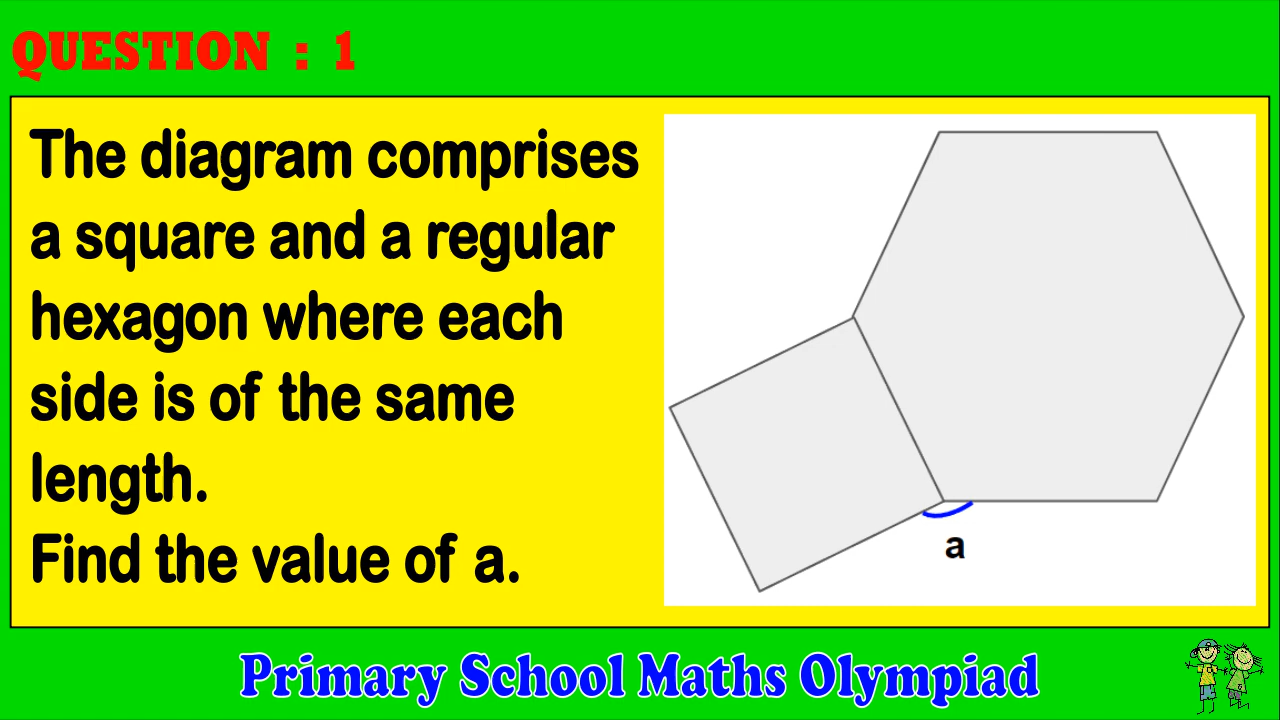 QUESTION : 1
The diagram comprises
a square and a regular
hexagon where each
side is of the same
length.
Find the value of a.
a
Primary School Maths Olympiad